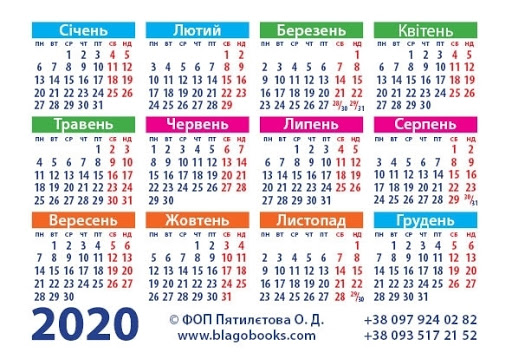 Січень
ПН ВТ СР ЧТ ПТ СБ НД
1 2 3 4 5
6 7 8 9 10 11 12
13 14 15 16 17 18 19
20 21 22 23 24 25 26
27 28 29 30 31
Лютий
ПН ВТ СР ЧТ ПТ СБ НД
1 2
3 4 5 6 7 8 9
10 11 12 13 14 15 16
17 18 19 20 21 22 23
24 25 26 27 28 29
Березень
ПН ВТ СР ЧТ ПТ СБ НД
1
2 3 4 5 6 7 8
9 10 11 12 13 14 15
16 17 18 19 20 21 22
23 24 25 26 27 28/30 29/31
Квітень
ПН ВТ СР ЧТ ПТ СБ НД
1 2 3 4 5
6 7 8 9 10 11 12
13 14 15 16 17 18 19
20 21 22 23 24 25 26
27 28 29 30
Травень
ПН ВТ СР ЧТ ПТ СБ НД
1 2 3
4 5 6 7 8 9 10
11 12 13 14 15 16 17
18 19 20 21 22 23 24
25 26 27 28 29 30 31
Червень
ПН ВТ СР ЧТ ПТ СБ НД
1 2 3 4 5 6 7
8 9 10 11 12 13 14
15 16 17 18 19 20 21
22 23 24 25 26 27 28
29 30
Липень
ПН ВТ СР ЧТ ПТ СБ НД
1 2 3 4 5
6 7 8 9 10 11 12
13 14 15 16 17 18 19
20 21 22 23 24 25 26
27 28 29 30 31
Серпень
ПН ВТ СР ЧТ ПТ СБ НД
1 2
3 4 5 6 7 8 9
10 11 12 13 14 15 16
17 18 19 20 21 22 23
24 25 26 27 28 29 30/31
Вересень
ПН ВТ СР ЧТ ПТ СБ НД
1 2 3 4 5 6
7 8 9 10 11 12 13
14 15 16 17 18 19 20
21 22 23 24 25 26 27
28 29 30
Жовтень
ПН ВТ СР ЧТ ПТ СБ НД
1 2 3 4
5 6 7 8 9 10 11
12 13 14 15 16 17 18
19 20 21 22 23 24 25
26 27 28 29 30 31
Листопад
ПН ВТ СР ЧТ ПТ СБ НД
1
2 3 4 5 6 7 8
9 10 11 12 13 14 15
16 17 18 19 20 21 22
23 24 25 26 27 28 29/30
Грудень
ПН ВТ СР ЧТ ПТ СБ НД
1 2 3 4 5 6
7 8 9 10 11 12 13
14 15 16 17 18 19 20
21 22 23 24 25 26 27
28 29 30 31
2020
© ФОП Пятилєтова О. Д.
www.blagobooks.com
+38 097 924 02 82
+38 093 517 21 52